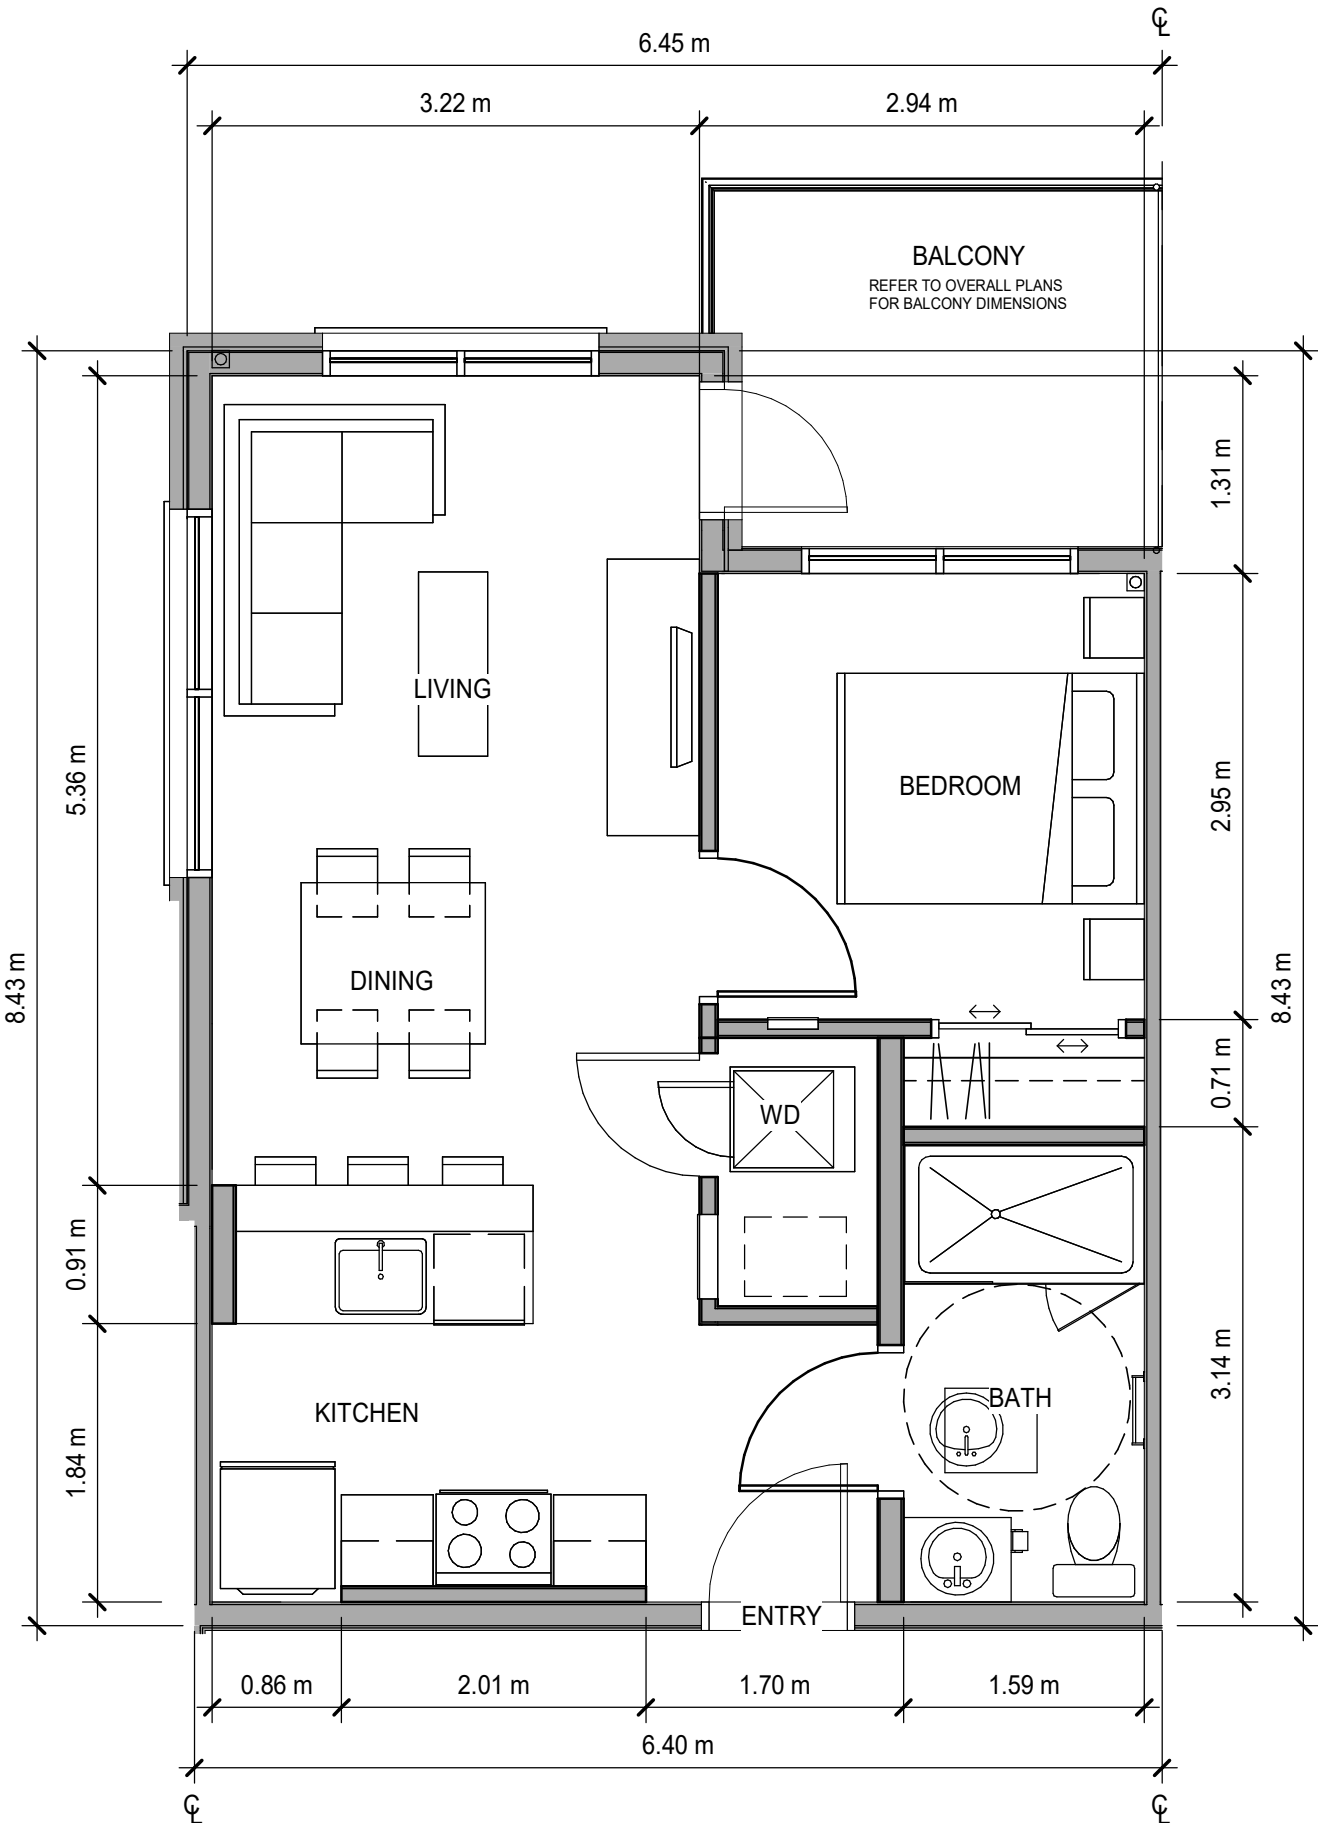 ℄
6.45 m
3.22 m
2.94 m
BALCONY
REFER TO OVERALL PLANS
FOR BALCONY DIMENSIONS
1.31 m
LIVING
5.36 m
BEDROOM
2.95 m
DINING
8.43 m
8.43 m
0.71 m
WD
0.91 m
3.14 m
BATH
KITCHEN
1.84 m
ENTRY
0.86 m
2.01 m
1.70 m
1.59 m
6.40 m
℄
℄